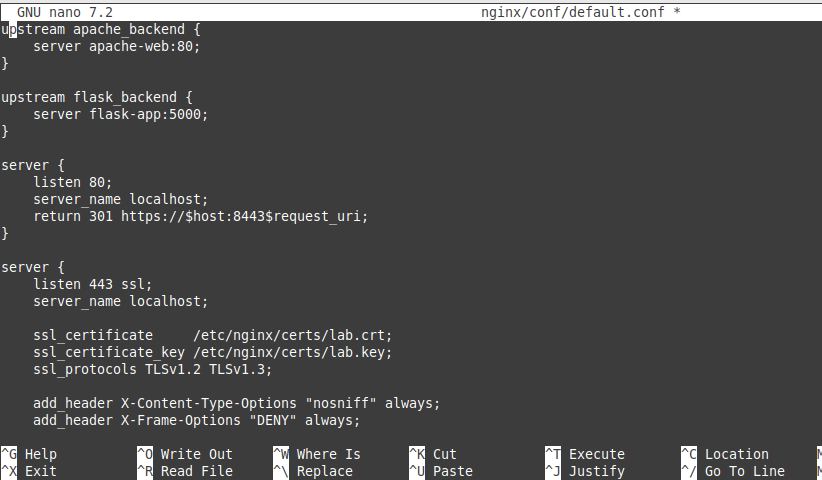 GNU nano 7.2 nginx/conf/default.conf *
upstream apache_backend {
    server apache-web:80;
}

upstream flask_backend {
    server flask-app:5000;
}

server {
    listen 80;
    server_name localhost;
    return 301 https://$host:8443$request_uri;
}

server {
    listen 443 ssl;
    server_name localhost;

    ssl_certificate     /etc/nginx/certs/lab.crt;
    ssl_certificate_key /etc/nginx/certs/lab.key;
    ssl_protocols TLSv1.2 TLSv1.3;

    add_header X-Content-Type-Options "nosniff" always;
    add_header X-Frame-Options "DENY" always;

^G Help ^O Write Out ^W Where Is ^K Cut ^T Execute ^C Location
^X Exit ^R Read File ^\ Replace ^U Paste ^J Justify ^/ Go To Line